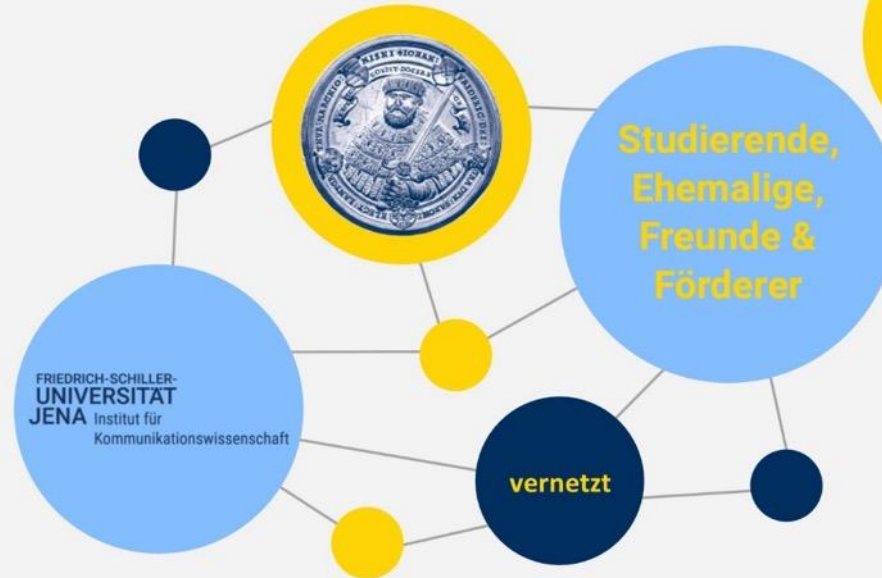 Studierende,
Ehemalige,
Freunde &
Förderer
FRIEDRICH-SCHILLER-
UNIVERSITÄT
JENA Institut für
Kommunikationswissenschaft
vernetzt